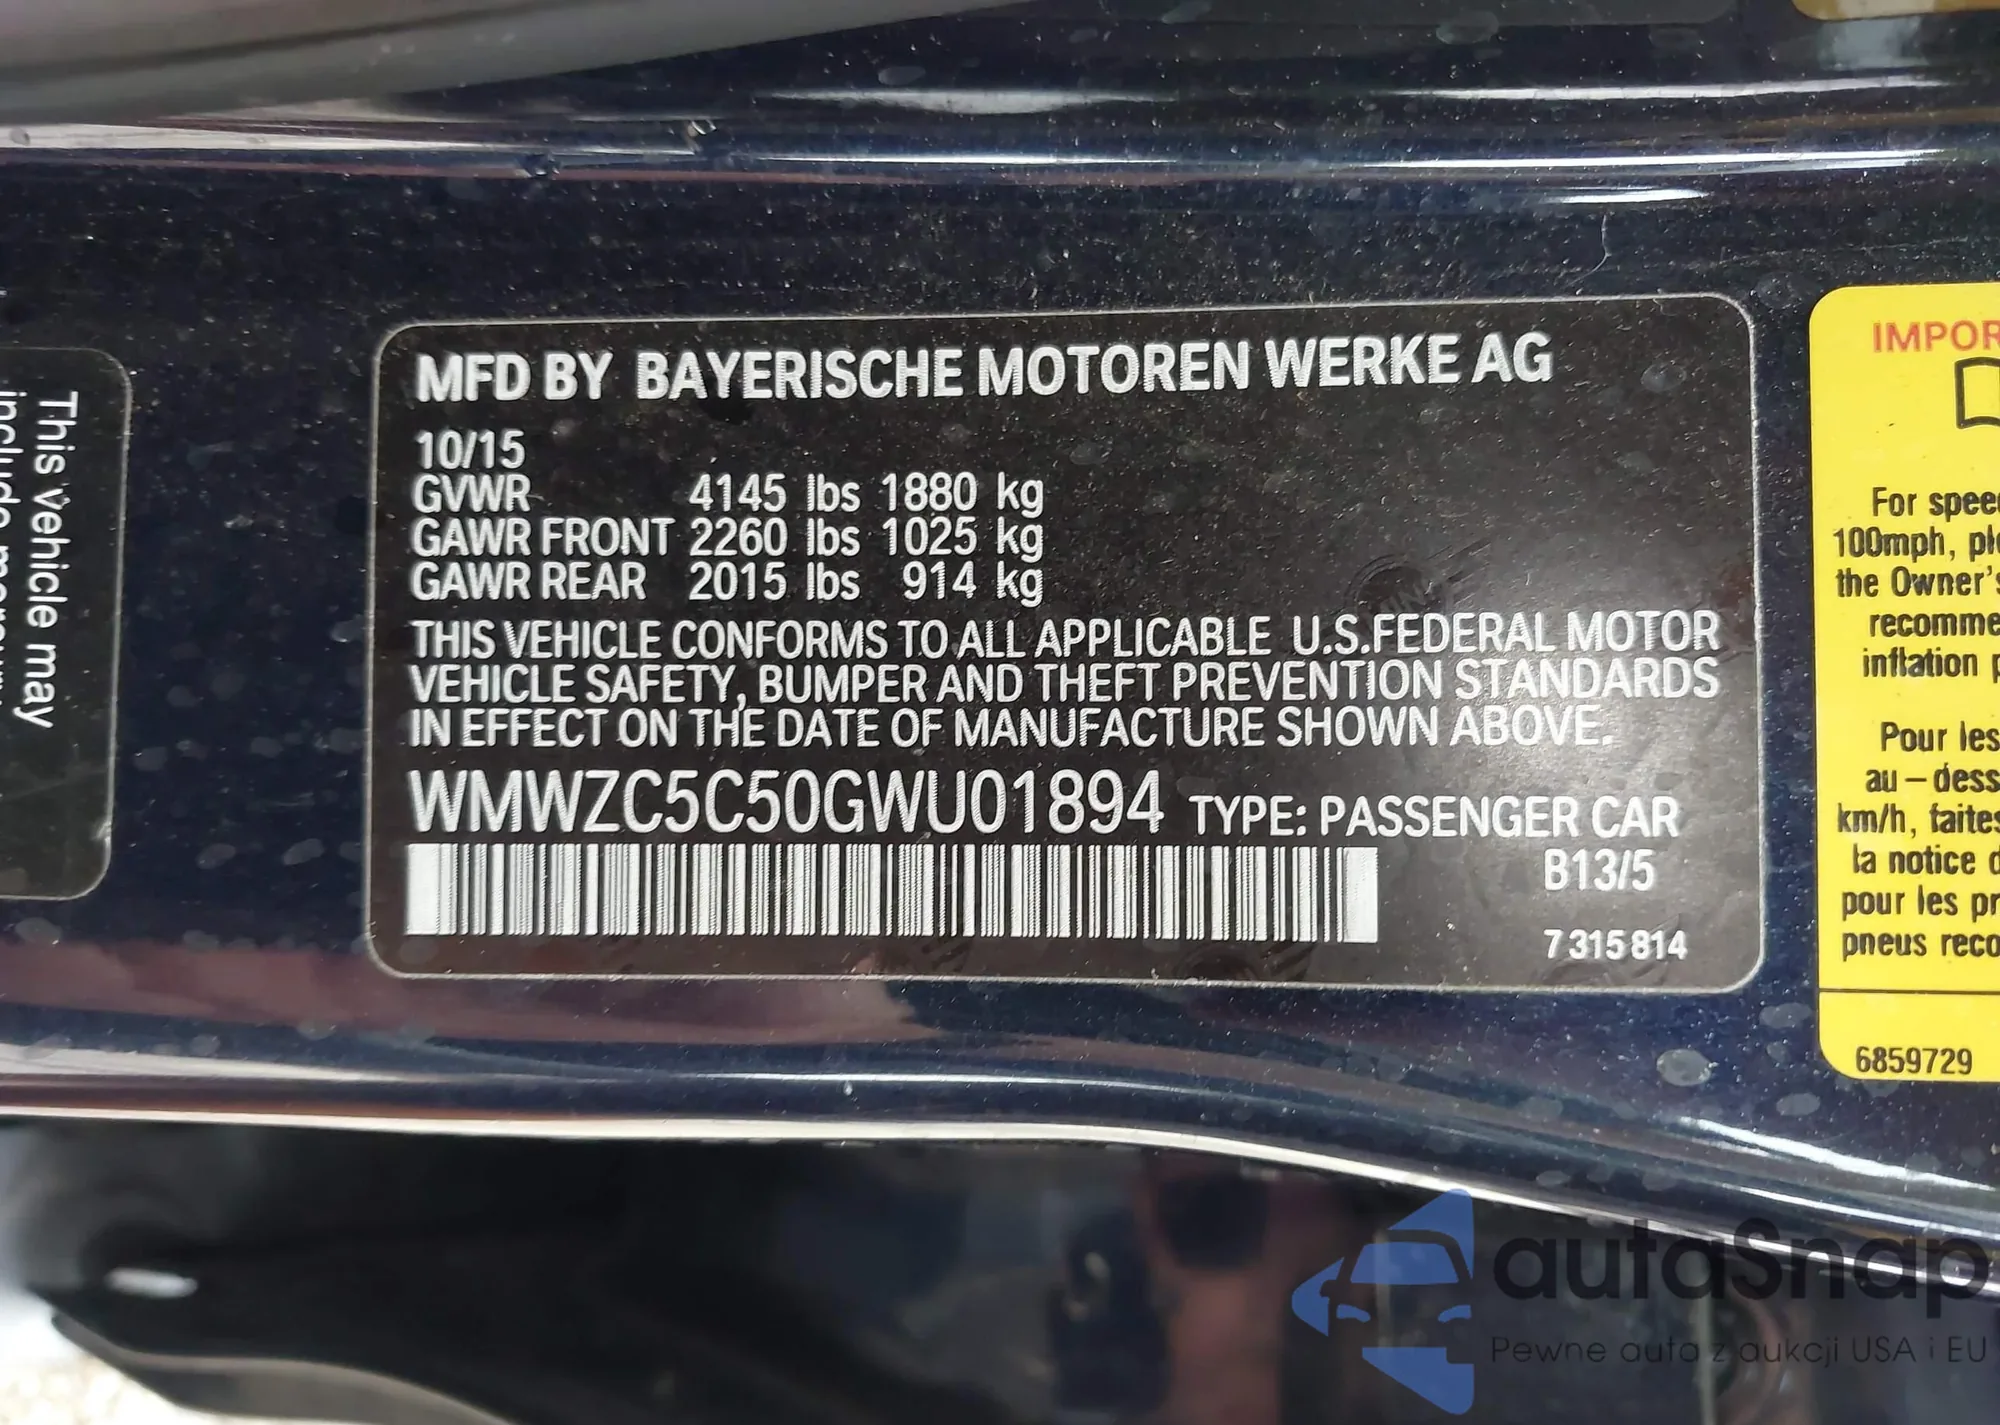 This vehicle may
include
MFD BY BAYERISCHE MOTOREN WERKE AG
10/15
GVWR 4145 lbs 1880 kg
GAWR FRONT 2260 lbs 1025 kg
GAWR REAR 2015 lbs 914 kg
THIS VEHICLE CONFORMS TO ALL APPLICABLE U.S.FEDERAL MOTOR
VEHICLE SAFETY, BUMPER AND THEFT PREVENTION STANDARDS
IN EFFECT ON THE DATE OF MANUFACTURE SHOWN ABOVE.
WMWZC5C50GWU01894 TYPE: PASSENGER CAR
B13/5
7 315 814
IMPOR
For spee
100mph, ple
the Owner's
recomme
inflation p
Pour les
au-dess
km/h, faites
la notice d
pour les pr
pneus reco
6859729
autaSnap
Pewne auta z aukcji USA i EU